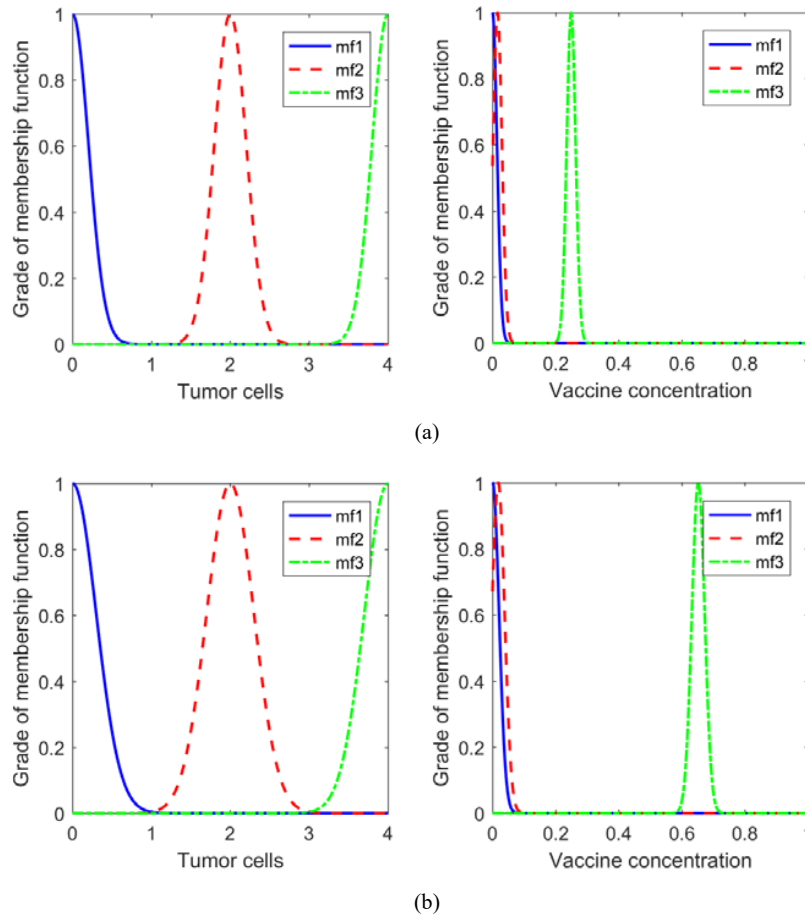 1
0.8
0.6
0.4
0.2
0
Grade of membership function
mf1
mf2
mf3
0 1 2 3 4
Tumor cells
1
0.8
0.6
0.4
0.2
0
Grade of membership function
mf1
mf2
mf3
0 0.2 0.4 0.6 0.8
Vaccine concentration
(a)
1
0.8
0.6
0.4
0.2
0
Grade of membership function
mf1
mf2
mf3
0 1 2 3 4
Tumor cells
1
0.8
0.6
0.4
0.2
0
Grade of membership function
mf1
mf2
mf3
0 0.2 0.4 0.6 0.8
Vaccine concentration
(b)